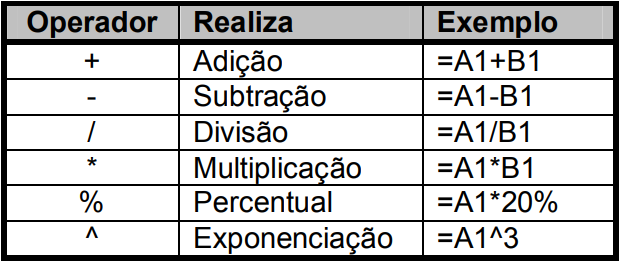 Operador Realiza Exemplo
+ Adição =A1+B1
- Subtração =A1-B1
/ Divisão =A1/B1
* Multiplicação =A1*B1
% Percentual =A1*20%
^ Exponenciação =A1^3